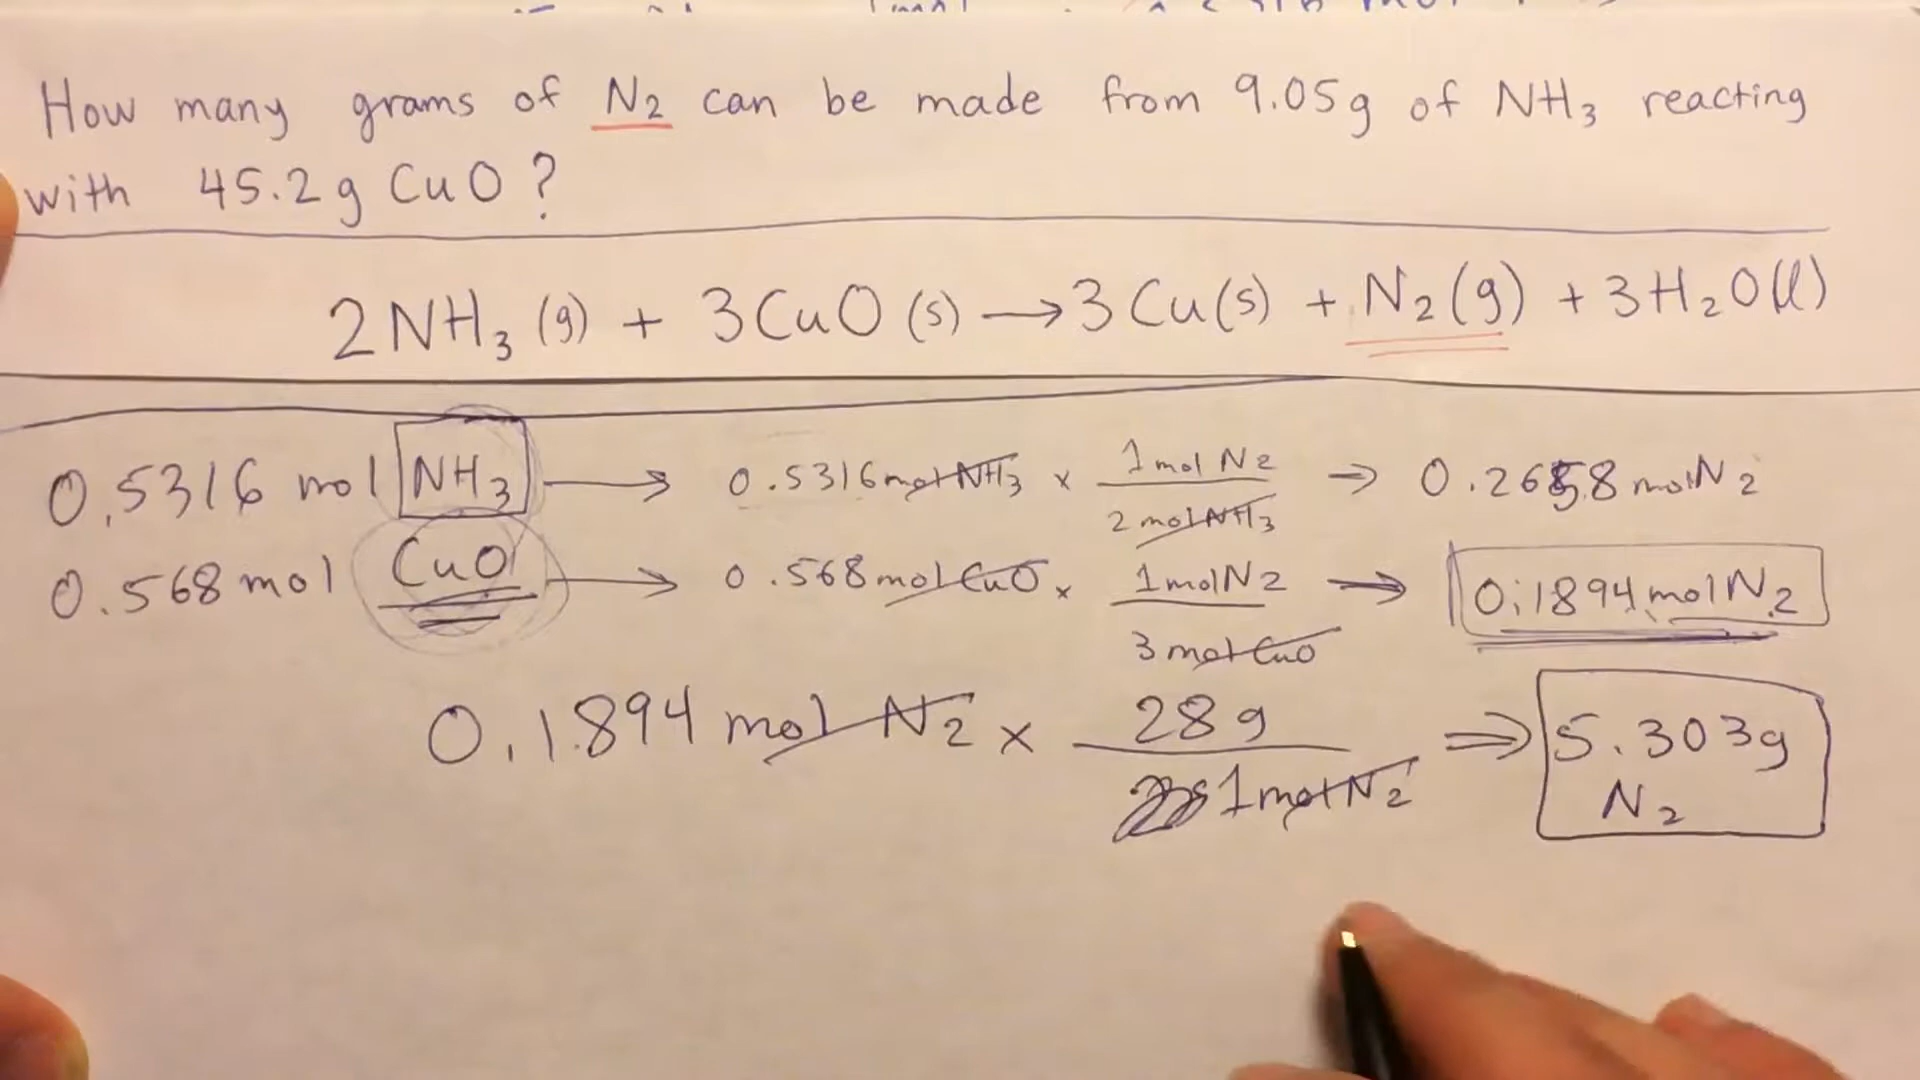 How many grams of N2 can be made from 9.05g of NH3 reacting
with 45.2g CuO?
2NH3 (g) + 3CuO (s) → 3Cu(s) + N2(g) + 3H2O(l)
0.5316 mol NH3 → 0.5316 mol NH3 x 1 mol N2 / 2 mol NH3 → 0.2658 mol N2
0.568 mol CuO → 0.568 mol CuO x 1 mol N2 / 3 mol CuO → 0.1894 mol N2
0.1894 mol N2 x 28g / 1 mol N2 ⇒ 5.303g
N2